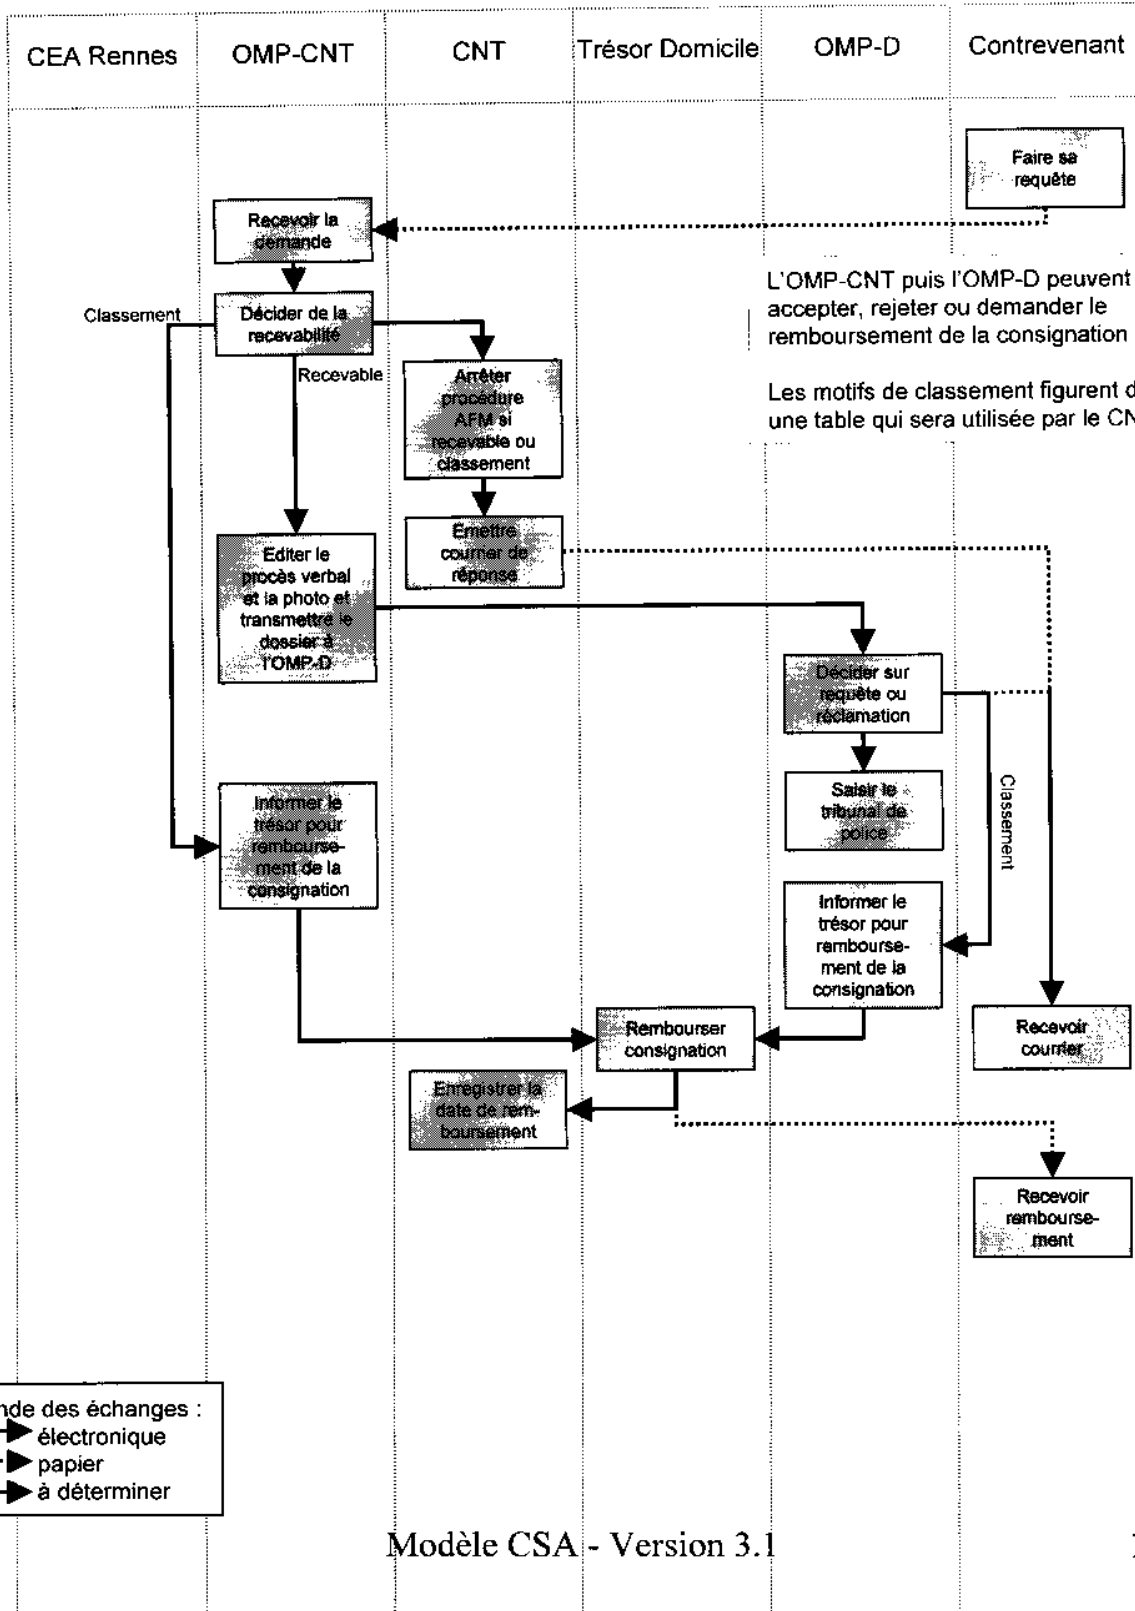 CEA Rennes
OMP-CNT
CNT
Trésor Domicile
OMP-D
Contrevenant
Faire sa
requête
Recevoir la
demande
L'OMP-CNT puis l'OMP-D peuvent
accepter, rejeter ou demander le
remboursement de la consignation
Les motifs de classement figurent d
une table qui sera utilisée par le CN
Classement
Décider de la
recevabilité
Recevable
Arrêter
procédure
AFM si
recevable ou
classement
Emettre
courrier de
réponse
Editer le
procès verbal
et la photo et
transmettre le
dossier à
l'OMP-D
Décider sur
requête ou
réclamation
Saisir le
tribunal de
police
Classement
Informer le
trésor pour
rembourse-
ment de la
consignation
Informer le
trésor pour
rembourse-
ment de la
consignation
Rembourser
consignation
Recevoir
courrier
Enregistrer la
date de rem-
boursement
Recevoir
rembourse-
ment
nde des échanges :
électronique
papier
à déterminer
Modèle CSA - Version 3.1